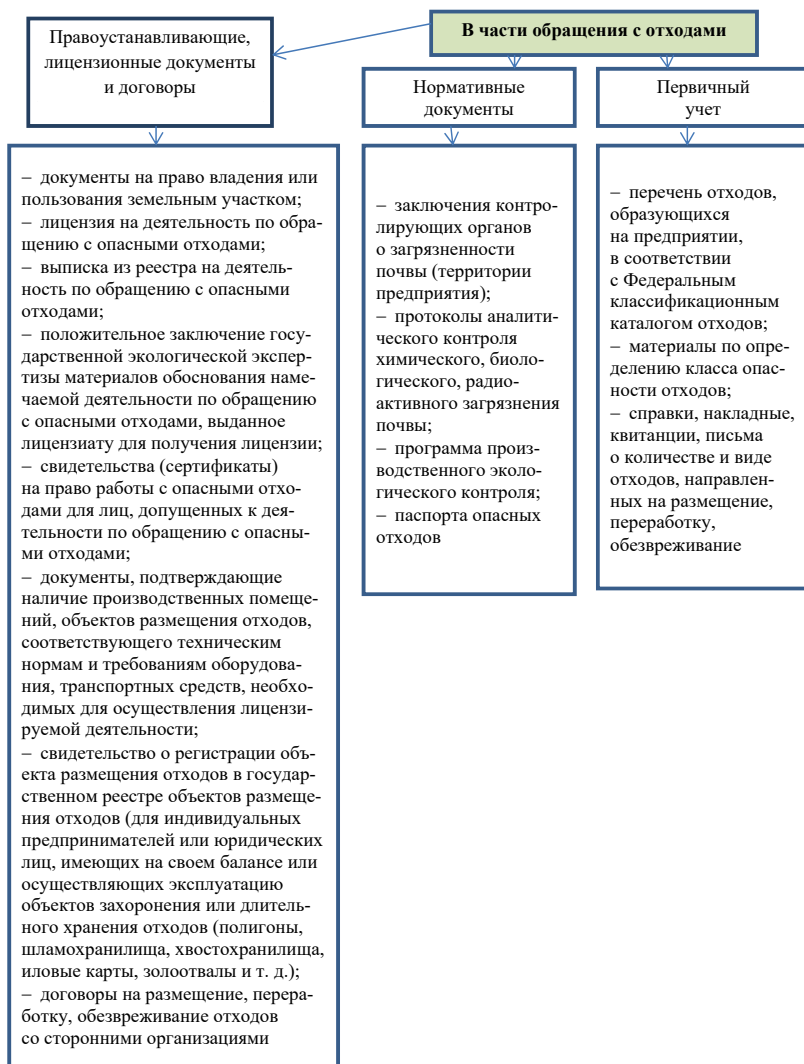 В части обращения с отходами
Правоустанавливающие,
лицензионные документы
и договоры
Нормативные
документы
Первичный
учет
– документы на право владения или
пользования земельным участком;
– лицензия на деятельность по обра-
щению с опасными отходами;
– выписка из реестра на деятель-
ность по обращению с опасными
отходами;
– положительное заключение госу-
дарственной экологической экспер-
тизы материалов обоснования наме-
чаемой деятельности по обращению
с опасными отходами, выданное
лицензиату для получения лицензии;
– свидетельства (сертификаты)
на право работы с опасными отхо-
дами для лиц, допущенных к дея-
тельности по обращению с опасны-
ми отходами;
– документы, подтверждающие
наличие производственных помеще-
ний, объектов размещения отходов,
соответствующего техническим
нормам и требованиям оборудова-
ния, транспортных средств, необхо-
димых для осуществления лицензи-
руемой деятельности;
– свидетельство о регистрации объ-
екта размещения отходов в государ-
ственном реестре объектов размеще-
ния отходов (для индивидуальных
предпринимателей или юридических
лиц, имеющих на своем балансе или
осуществляющих эксплуатацию
объектов захоронения или длитель-
ного хранения отходов (полигоны,
шламохранилища, хвостохранилища,
иловые карты, золоотвалы и т. д.);
– договоры на размещение, перера-
ботку, обезвреживание отходов
со сторонними организациями
– заключения контро-
лирующих органов
о загрязненности
почвы (территории
предприятия);
– протоколы аналити-
ческого контроля
химического, биоло-
гического, радио-
активного загрязнения
почвы;
– программа произ-
водственного эколо-
гического контроля;
– паспорта опасных
отходов
– перечень отходов,
образующихся
на предприятии,
в соответствии
с Федеральным
классификационным
каталогом отходов;
– материалы по опре-
делению класса опас-
ности отходов;
– справки, накладные,
квитанции, письма
о количестве и виде
отходов, направлен-
ных на размещение,
переработку,
обезвреживание